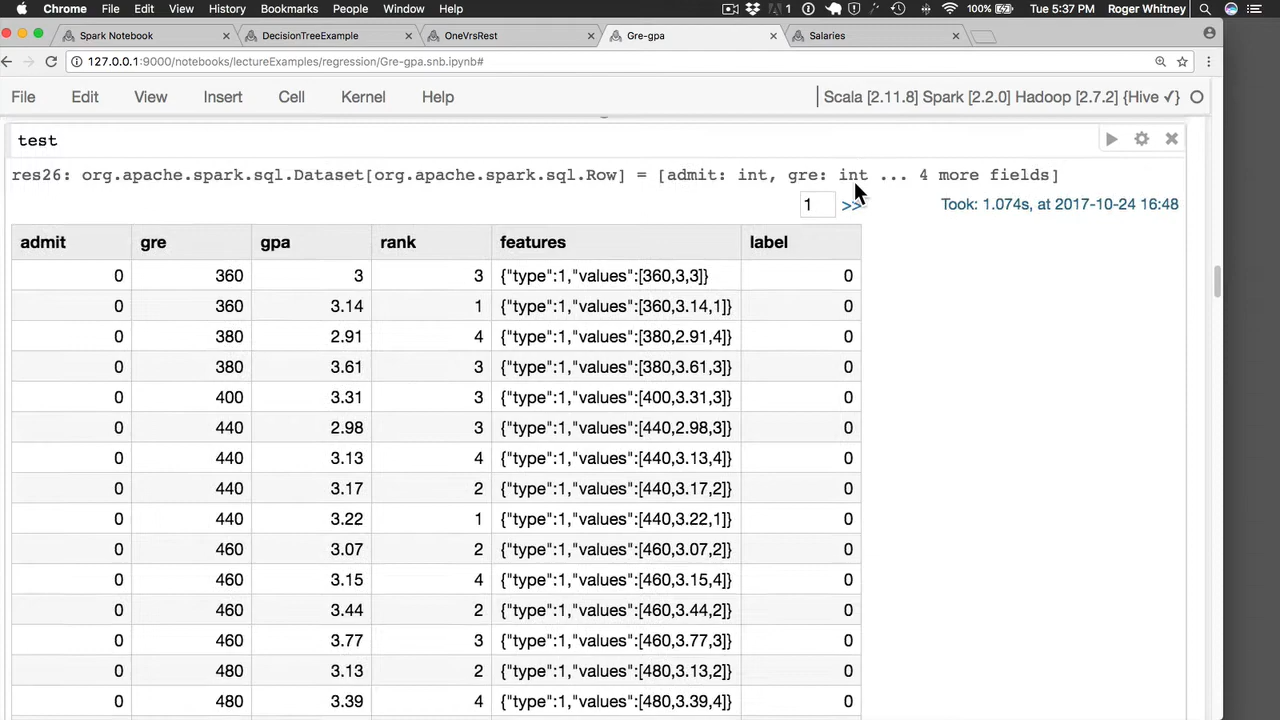 Chrome File Edit View History Bookmarks People Window Help 1 100% Tue 5:37 PM Roger Whitney
Spark Notebook × DecisionTreeExample × OneVrsRest × Gre-gpa × Salaries ×
127.0.0.1:9000/notebooks/lectureExamples/regression/Gre-gpa.snb.ipynb#
File Edit View Insert Cell Kernel Help Scala [2.11.8] Spark [2.2.0] Hadoop [2.7.2] {Hive ✓}
test
res26: org.apache.spark.sql.Dataset[org.apache.spark.sql.Row] = [admit: int, gre: int ... 4 more fields]
1 >> Took: 1.074s, at 2017-10-24 16:48
admit gre gpa rank features label
0 360 3 3 {"type":1,"values":[360,3,3]} 0
0 360 3.14 1 {"type":1,"values":[360,3.14,1]} 0
0 380 2.91 4 {"type":1,"values":[380,2.91,4]} 0
0 380 3.61 3 {"type":1,"values":[380,3.61,3]} 0
0 400 3.31 3 {"type":1,"values":[400,3.31,3]} 0
0 440 2.98 3 {"type":1,"values":[440,2.98,3]} 0
0 440 3.13 4 {"type":1,"values":[440,3.13,4]} 0
0 440 3.17 2 {"type":1,"values":[440,3.17,2]} 0
0 440 3.22 1 {"type":1,"values":[440,3.22,1]} 0
0 460 3.07 2 {"type":1,"values":[460,3.07,2]} 0
0 460 3.15 4 {"type":1,"values":[460,3.15,4]} 0
0 460 3.44 2 {"type":1,"values":[460,3.44,2]} 0
0 460 3.77 3 {"type":1,"values":[460,3.77,3]} 0
0 480 3.13 2 {"type":1,"values":[480,3.13,2]} 0
0 480 3.39 4 {"type":1,"values":[480,3.39,4]} 0